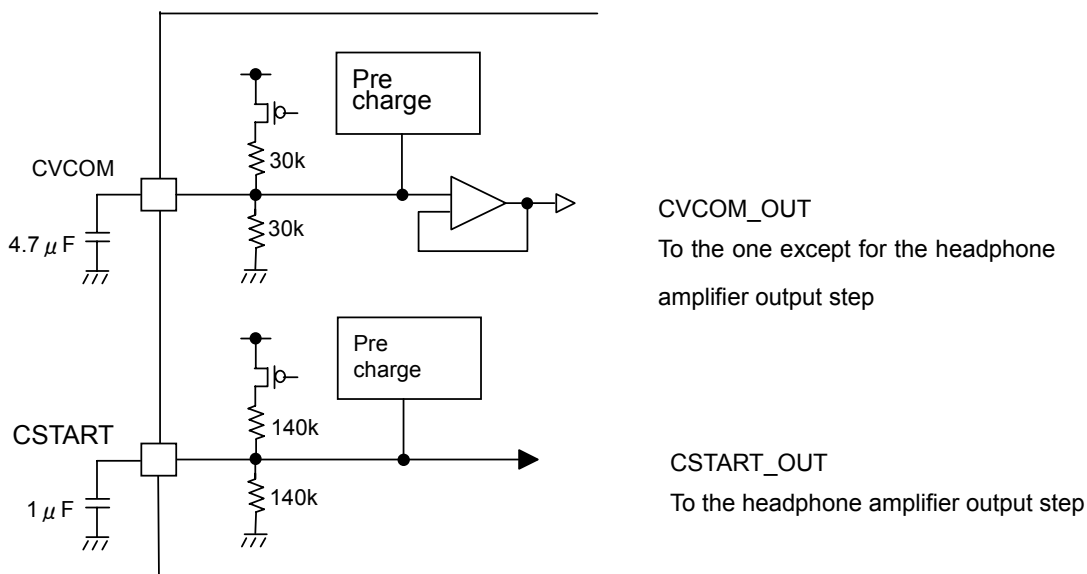 Pre
charge
CVCOM
30k
30k
4.7 μ F
CVCOM_OUT
To the one except for the headphone
amplifier output step
Pre
charge
CSTART
140k
140k
1 μ F
CSTART_OUT
To the headphone amplifier output step